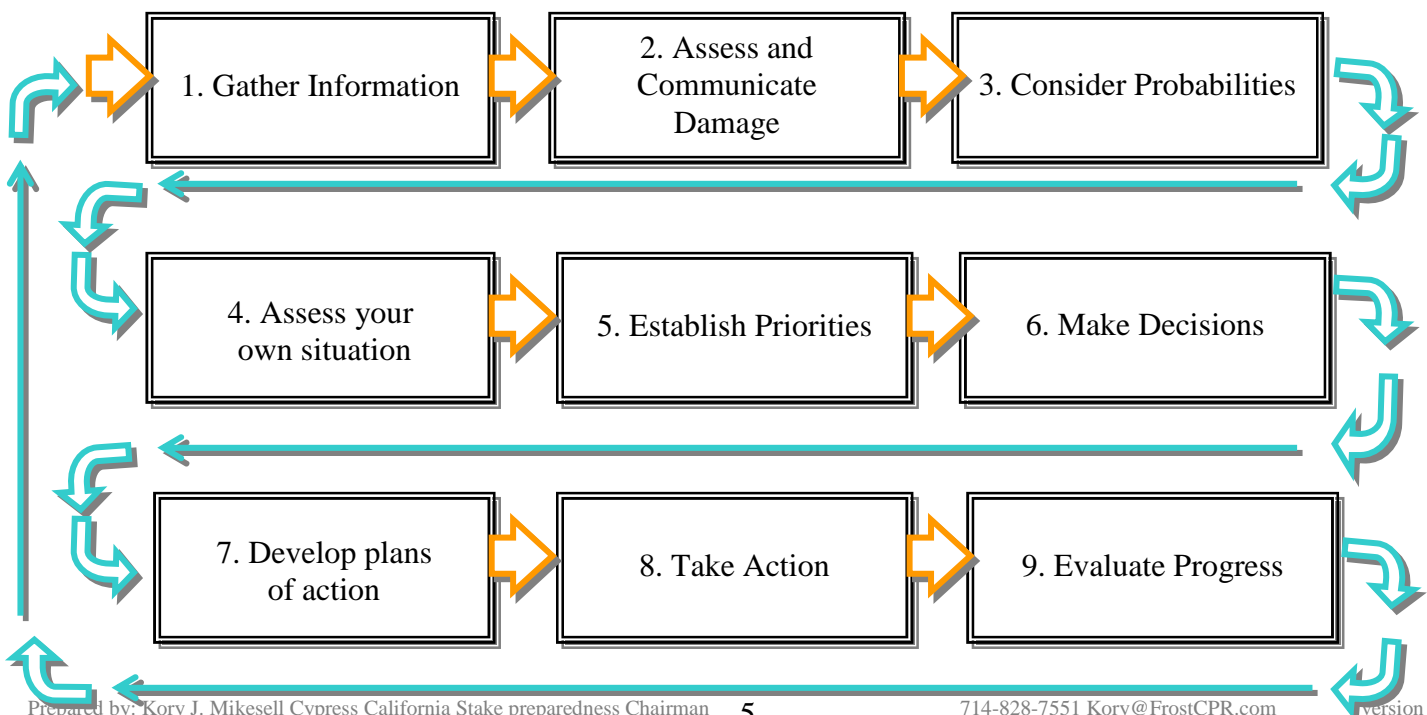 1. Gather Information
2. Assess and
Communicate
Damage
3. Consider Probabilities
4. Assess your
own situation
5. Establish Priorities
6. Make Decisions
7. Develop plans
of action
8. Take Action
9. Evaluate Progress
Prepared by: Kory J. Mikesell Cypress California Stake preparedness Chairman 5 714-828-7551 Kory@FrostCPR.com version